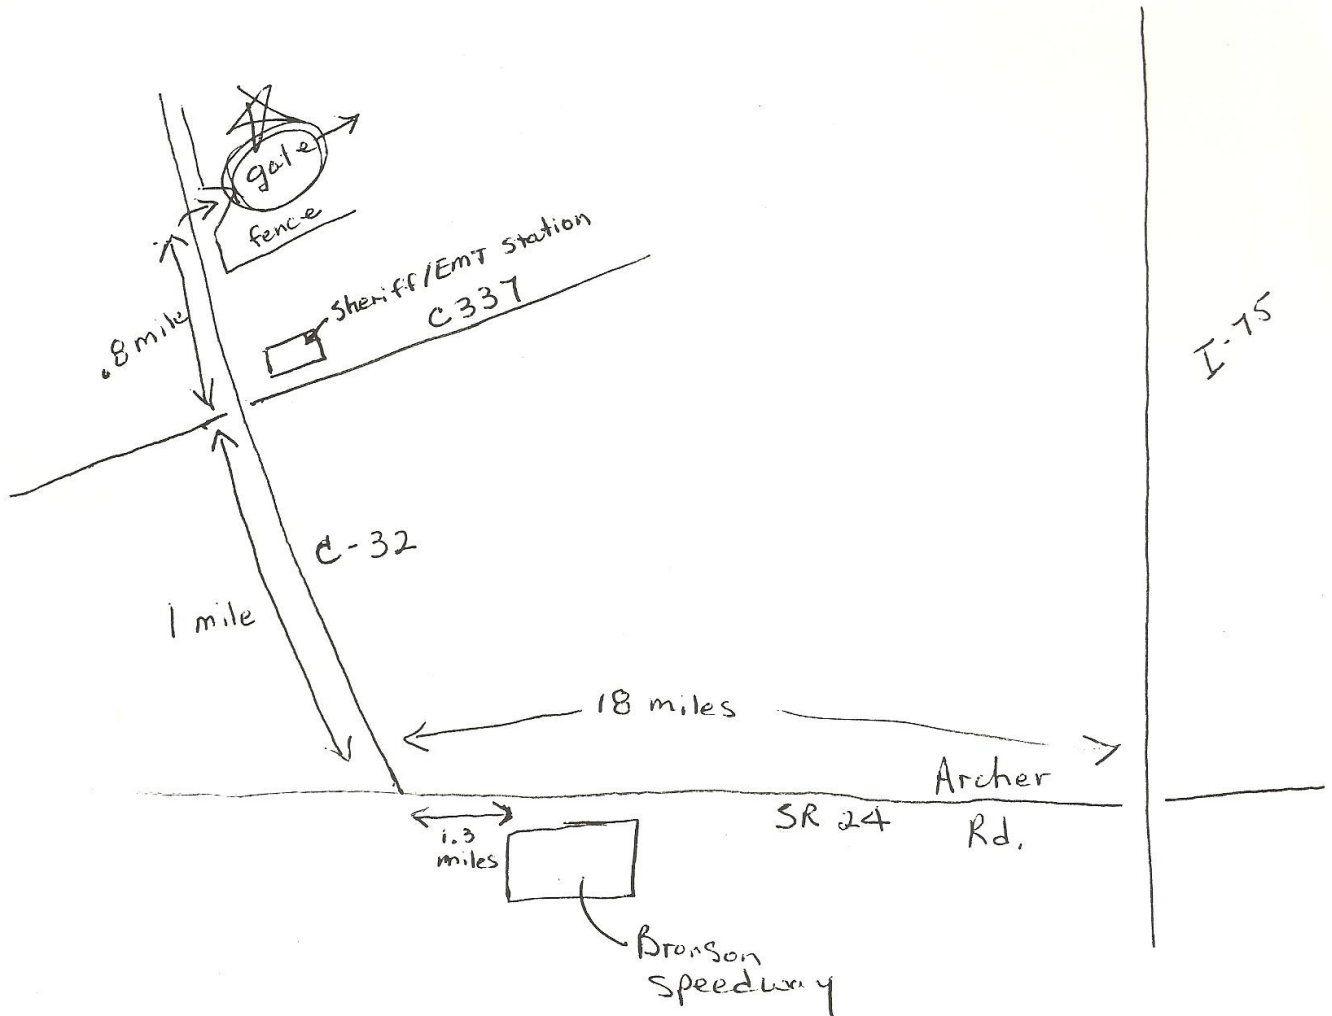 gate
fence
Sheriff/EMT Station
C337
.8 mile
I-75
C-32
1 mile
18 miles
Archer
SR 24
Rd.
1.3
miles
Bronson
Speedway